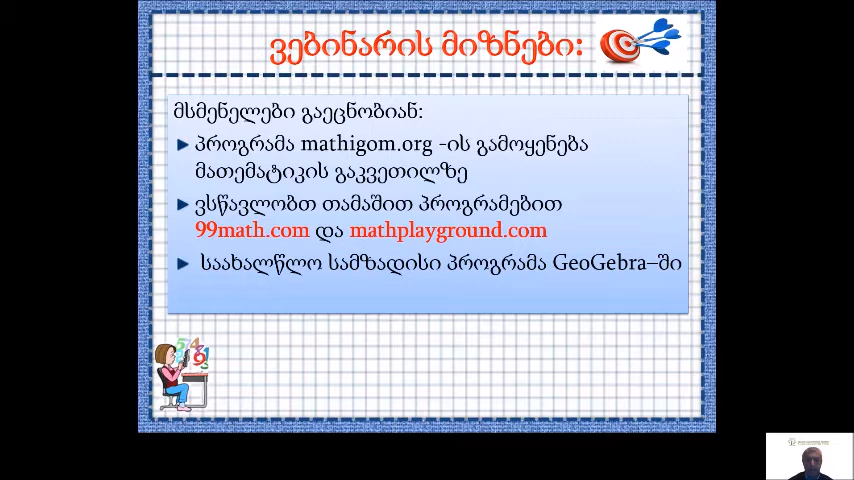 ვებინარის მიზნები:
მსმენელები გაეცნობიან:
პროგრამა mathigom.org -ის გამოყენება
მათემატიკის გაკვეთილზე
ვსწავლობთ თამაშით პროგრამებით
99math.com და mathplayground.com
საახალწლო სამზადისი პროგრამა GeoGebra–ში